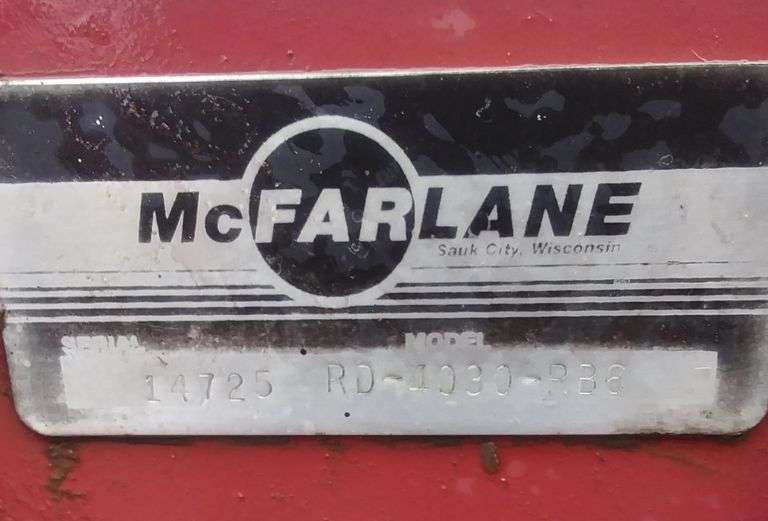 McFARLANE
Sauk City, Wisconsin
SERIAL MODEL
14725 RD-4030-RB8